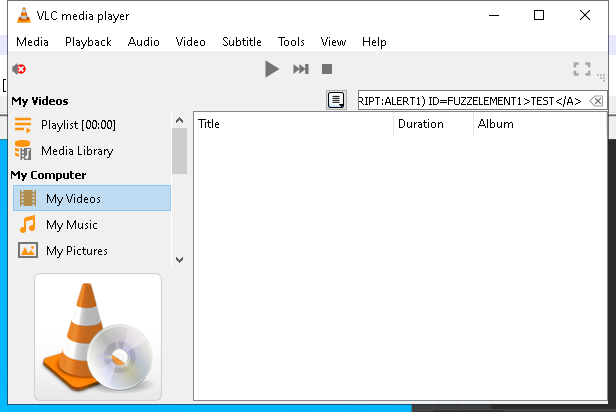 VLC media player
Media Playback Audio Video Subtitle Tools View Help
My Videos
RIPT:ALERT1) ID=FUZZELEMENT1>TEST</A>
Playlist [00:00]
Media Library
My Computer
My Videos
My Music
My Pictures
Title Duration Album